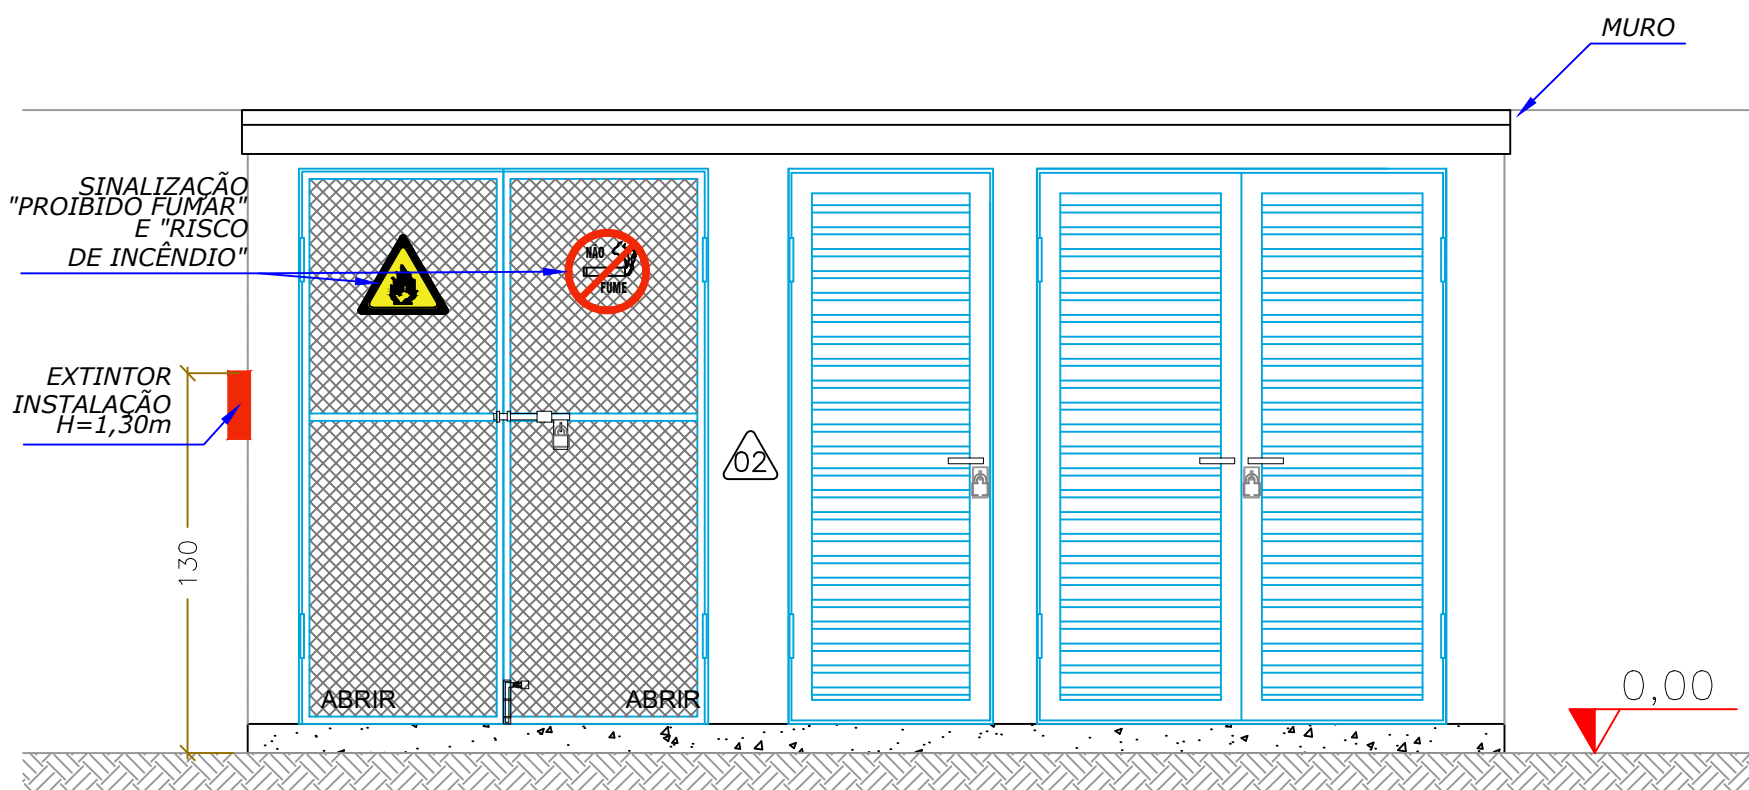 MURO
SINALIZAÇÃO
"PROIBIDO FUMAR"
E "RISCO
DE INCÊNDIO"
NÃO
FUME
EXTINTOR
INSTALAÇÃO
H=1,30m
02
130
ABRIR
ABRIR
0,00